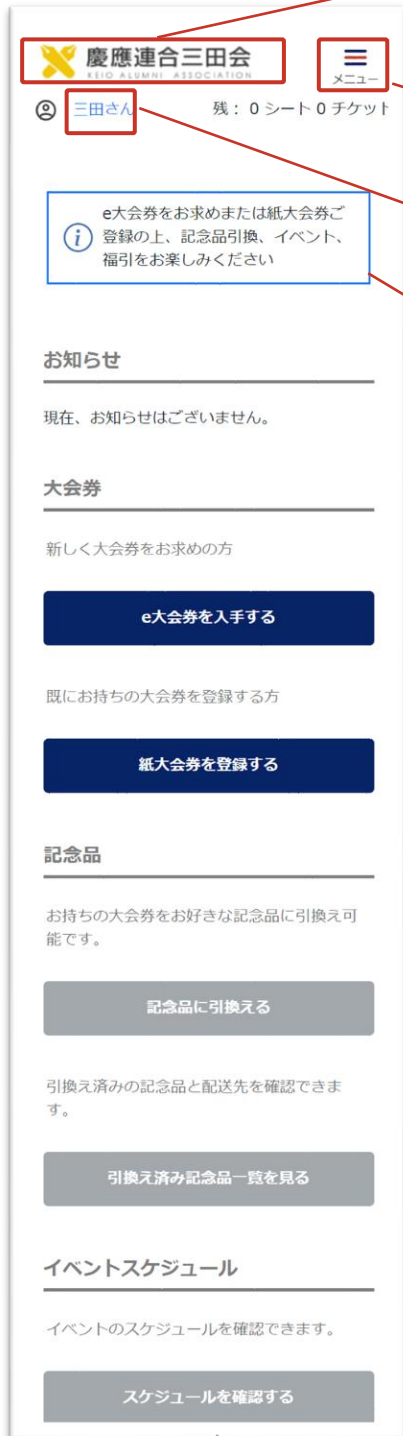 慶應連合三田会
KEIO ALUMNI ASSOCIATION
メニュー
三田さん 残： 0 シート 0 チケット
e大会券をお求めまたは紙大会券ご
登録の上、記念品引換、イベント、
福引をお楽しみください
お知らせ
現在、お知らせはございません。
大会券
新しく大会券をお求めの方
e大会券を入手する
既にお持ちの大会券を登録する方
紙大会券を登録する
記念品
お持ちの大会券をお好きな記念品に引換え可
能です。
記念品に引換える
引換え済みの記念品と配送先を確認できま
す。
引換え済み記念品一覧を見る
イベントスケジュール
イベントのスケジュールを確認できます。
スケジュールを確認する